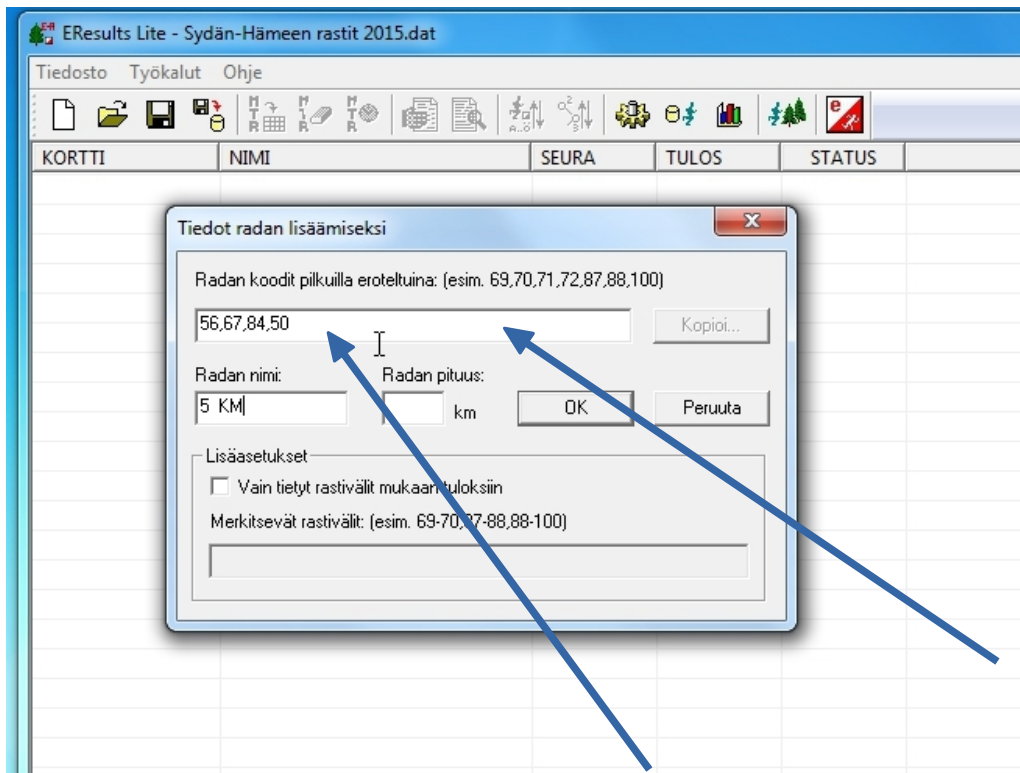 EResults Lite - Sydän-Hämeen rastit 2015.dat
Tiedosto Työkalut Ohje
KORTTI NIMI SEURA TULOS STATUS
Tiedot radan lisäämiseksi
Radan koodit pilkuilla eroteltuina: (esim. 69,70,71,72,87,88,100)
56,67,84,50 Kopioi...
Radan nimi: Radan pituus:
5 KM km OK Peruuta
Lisäasetukset
Vain tietyt rastivälit mukaan tuloksiin
Merkitsevät rastivälit: (esim. 69-70,87-88,88-100)